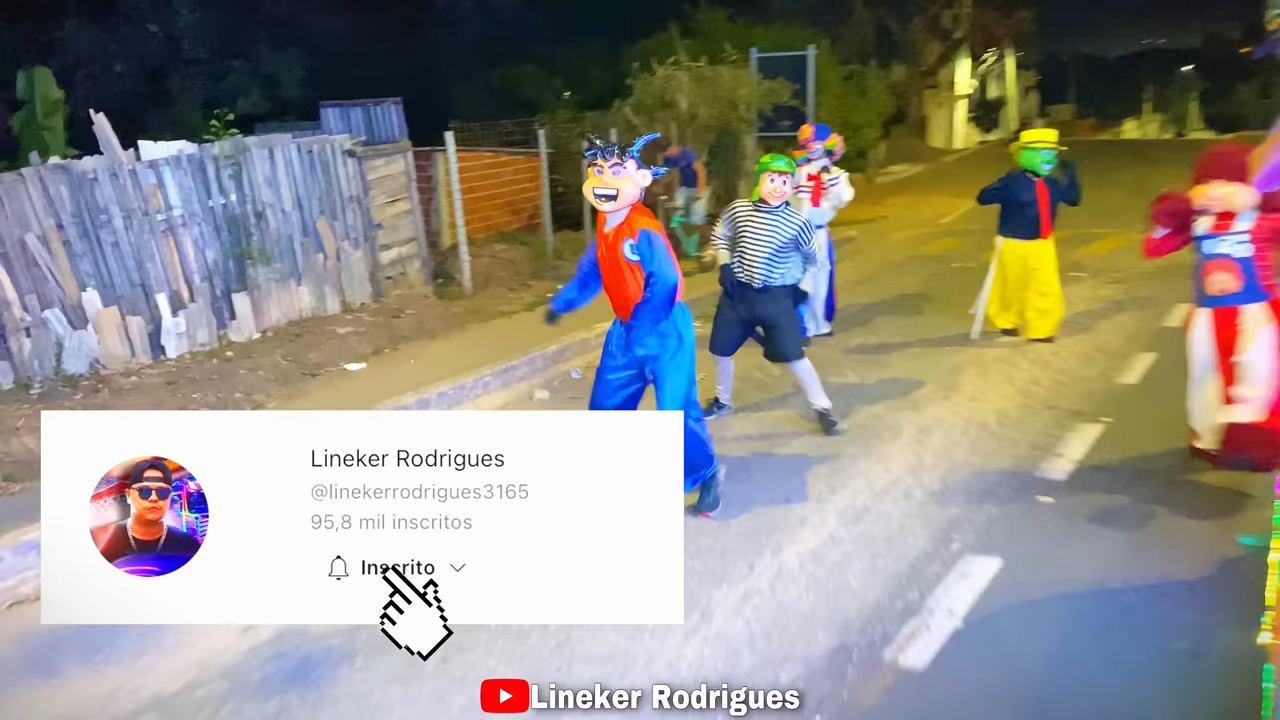 Lineker Rodrigues
@linekerrodrigues3165
95,8 mil inscritos
Inscrito
Lineker Rodrigues